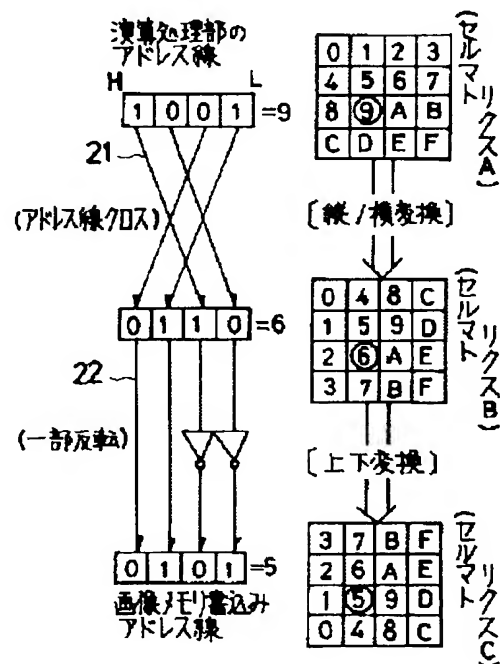 演算処理部の
アドレス線
H L
1 0 0 1 =9
21
(アドレス線クロス)
0 1 1 0 =6
22
(一部反転)
0 1 0 1 =5
画像メモリ書込み
アドレス線
0 1 2 3
4 5 6 7
8 9 A B
C D E F
(セルマト
リクスA)
[縦/横変換]
0 4 8 C
1 5 9 D
2 6 A E
3 7 B F
(セルマト
リクスB)
[上下変換]
3 7 B F
2 6 A E
1 5 9 D
0 4 8 C
(セルマト
リクスC)